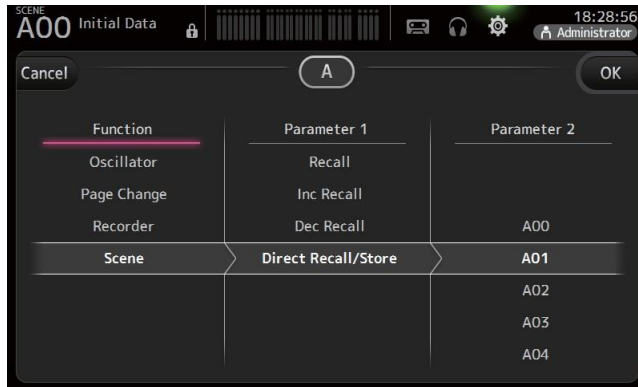 SCENE
A00 Initial Data
18:28:56
Administrator
Cancel
A
OK
Function
Parameter 1
Parameter 2
Oscillator
Recall
Page Change
Inc Recall
Recorder
Dec Recall
A00
Scene
Direct Recall/Store
A01
A02
A03
A04